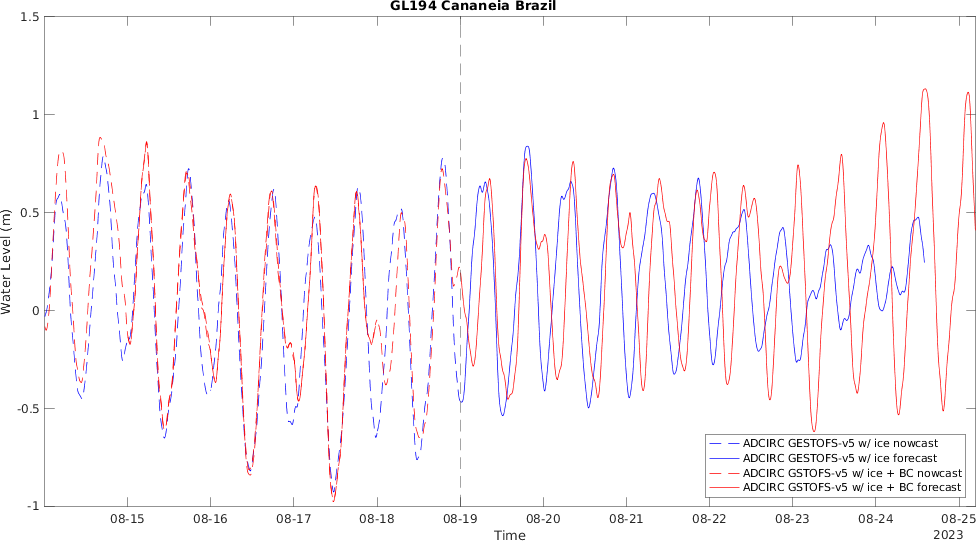 GL194 Cananeia Brazil
1.5
1
0.5
0
-0.5
-1
Water Level (m)
08-15 08-16 08-17 08-18 08-19 08-20 08-21 08-22 08-23 08-24 08-25
Time
2023
ADCIRC GESTOFS-v5 w/ ice nowcast
ADCIRC GESTOFS-v5 w/ ice forecast
ADCIRC GSTOFS-v5 w/ice + BC nowcast
ADCIRC GSTOFS-v5 w/ice + BC forecast